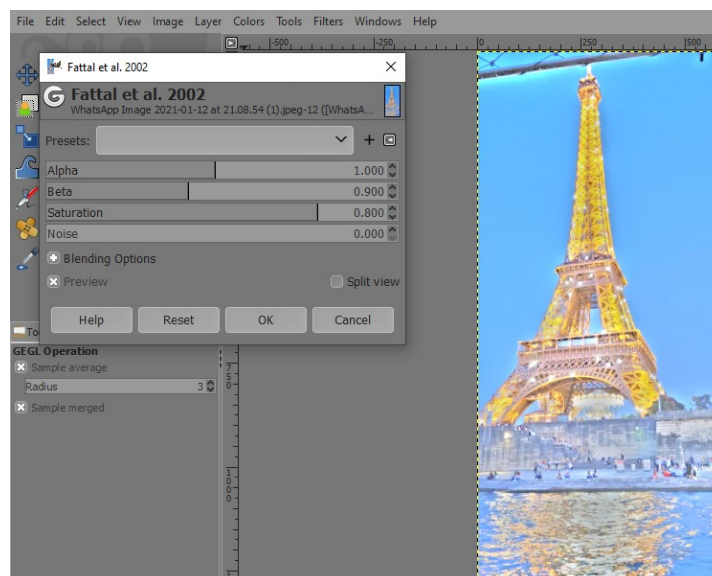 File Edit Select View Image Layer Colors Tools Filters Windows Help
-500 -250 0 250 500
Fattal et al. 2002
G Fattal et al. 2002
WhatsApp Image 2021-01-12 at 21.08.54 (1).jpeg-12 ([WhatsA...
Presets:
Alpha 1.000
Beta 0.900
Saturation 0.800
Noise 0.000
Blending Options
Preview Split view
Help Reset OK Cancel
To
GEGL Operation
Sample average
Radius 3
Sample merged
750
1000